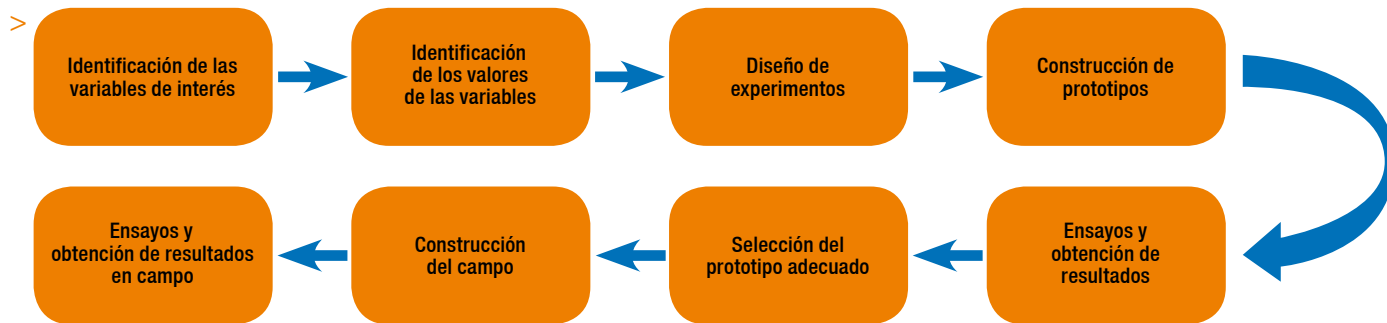 >
Identificación de las
variables de interés
Identificación
de los valores
de las variables
Diseño de
experimentos
Construcción de
prototipos
Ensayos y
obtención de
resultados
Selección del
prototipo adecuado
Construcción
del campo
Ensayos y
obtención de resultados
en campo